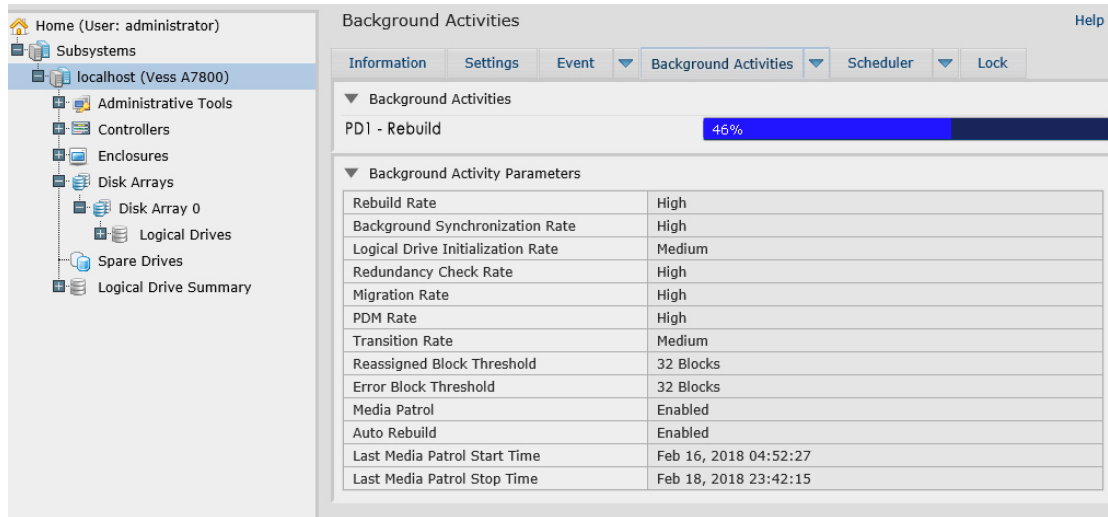 Home (User: administrator)
Subsystems
localhost (Vess A7800)
Administrative Tools
Controllers
Enclosures
Disk Arrays
Disk Array 0
Logical Drives
Spare Drives
Logical Drive Summary
Background Activities
Help
Information Settings Event Background Activities Scheduler Lock
Background Activities
PD1 - Rebuild 46%
Background Activity Parameters
Rebuild Rate High
Background Synchronization Rate High
Logical Drive Initialization Rate Medium
Redundancy Check Rate High
Migration Rate High
PDM Rate High
Transition Rate Medium
Reassigned Block Threshold 32 Blocks
Error Block Threshold 32 Blocks
Media Patrol Enabled
Auto Rebuild Enabled
Last Media Patrol Start Time Feb 16, 2018 04:52:27
Last Media Patrol Stop Time Feb 18, 2018 23:42:15